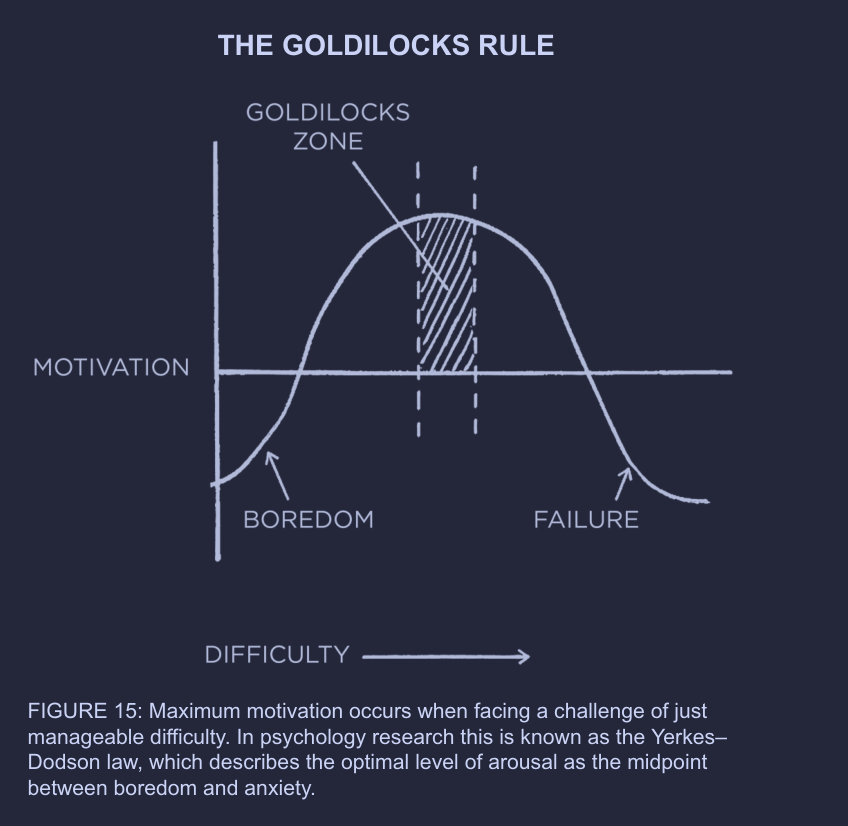 THE GOLDILOCKS RULE
GOLDILOCKS
ZONE
MOTIVATION
BOREDOM
FAILURE
DIFFICULTY
FIGURE 15: Maximum motivation occurs when facing a challenge of just
manageable difficulty. In psychology research this is known as the Yerkes–
Dodson law, which describes the optimal level of arousal as the midpoint
between boredom and anxiety.